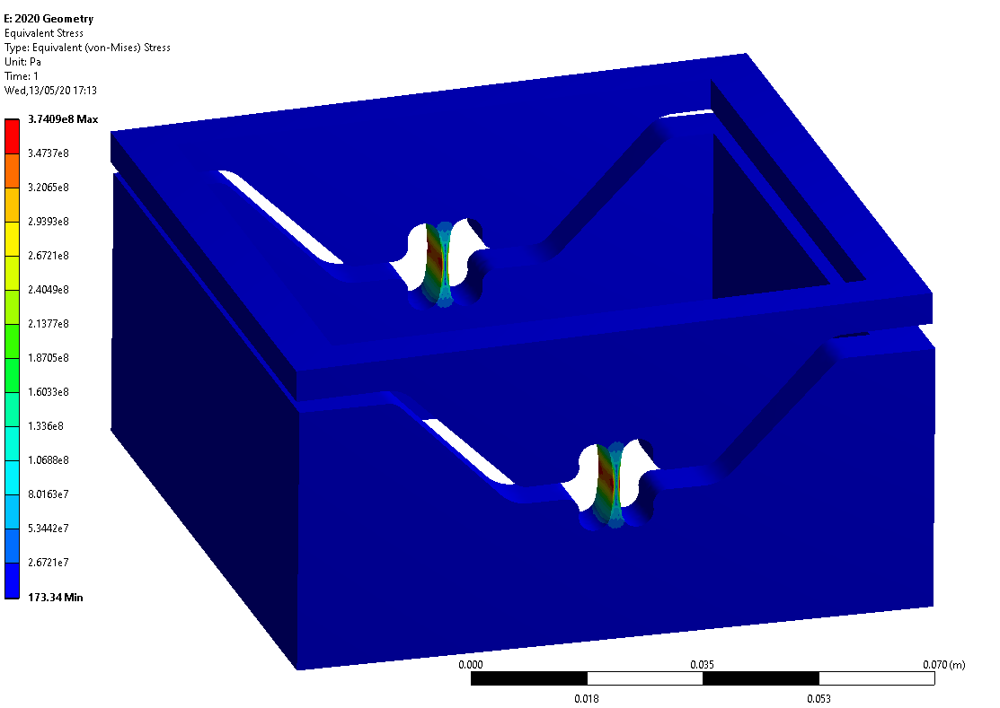 E: 2020 Geometry
Equivalent Stress
Type: Equivalent (von-Mises) Stress
Unit: Pa
Time: 1
Wed,13/05/20 17:13
3.7409e8 Max
3.4737e8
3.2065e8
2.9393e8
2.6721e8
2.4049e8
2.1377e8
1.8705e8
1.6033e8
1.336e8
1.0688e8
8.0163e7
5.3442e7
2.6721e7
173.34 Min
0.000
0.035
0.070 (m)
0.018
0.053